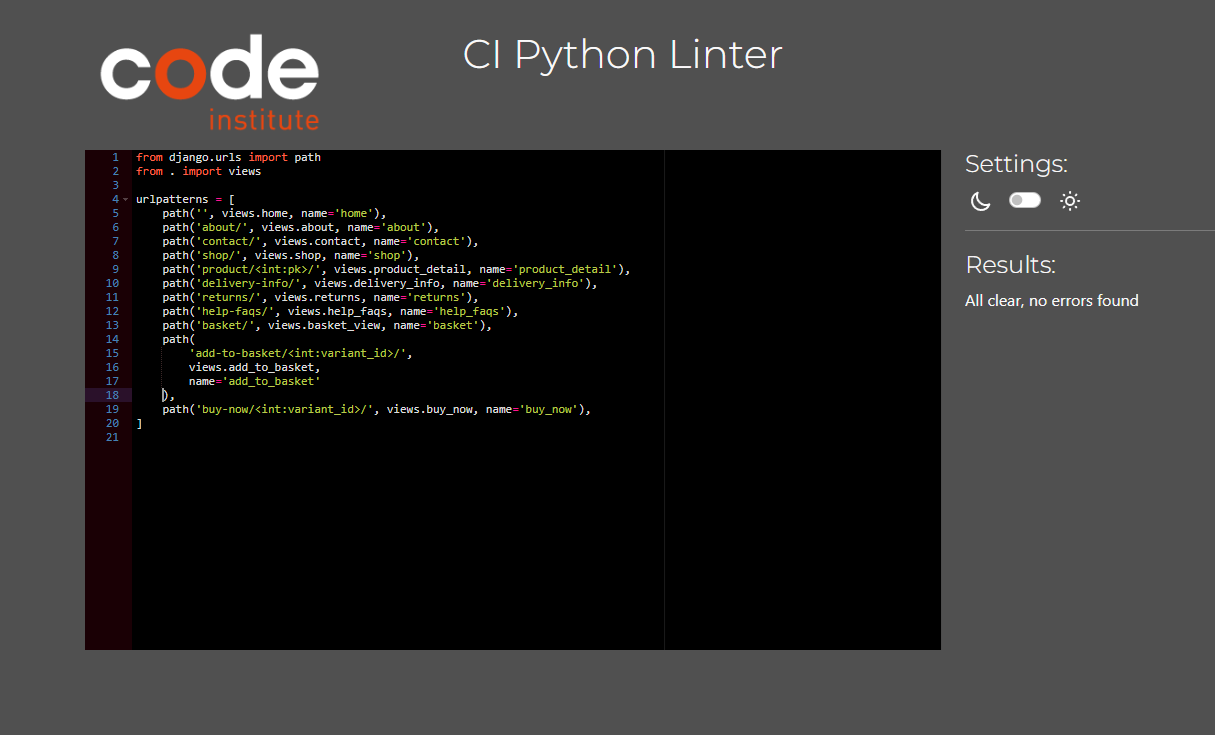 code
institute
CI Python Linter
1 from django.urls import path
2 from . import views
3
4 urlpatterns = [
5     path('', views.home, name='home'),
6     path('about/', views.about, name='about'),
7     path('contact/', views.contact, name='contact'),
8     path('shop/', views.shop, name='shop'),
9     path('product/<int:pk>/', views.product_detail, name='product_detail'),
10     path('delivery-info/', views.delivery_info, name='delivery_info'),
11     path('returns/', views.returns, name='returns'),
12     path('help-faqs/', views.help_faqs, name='help_faqs'),
13     path('basket/', views.basket_view, name='basket'),
14     path(
15         'add-to-basket/<int:variant_id>/',
16         views.add_to_basket,
17         name='add_to_basket'
18     ),
19     path('buy-now/<int:variant_id>/', views.buy_now, name='buy_now'),
20 ]
21
Settings:
Results:
All clear, no errors found